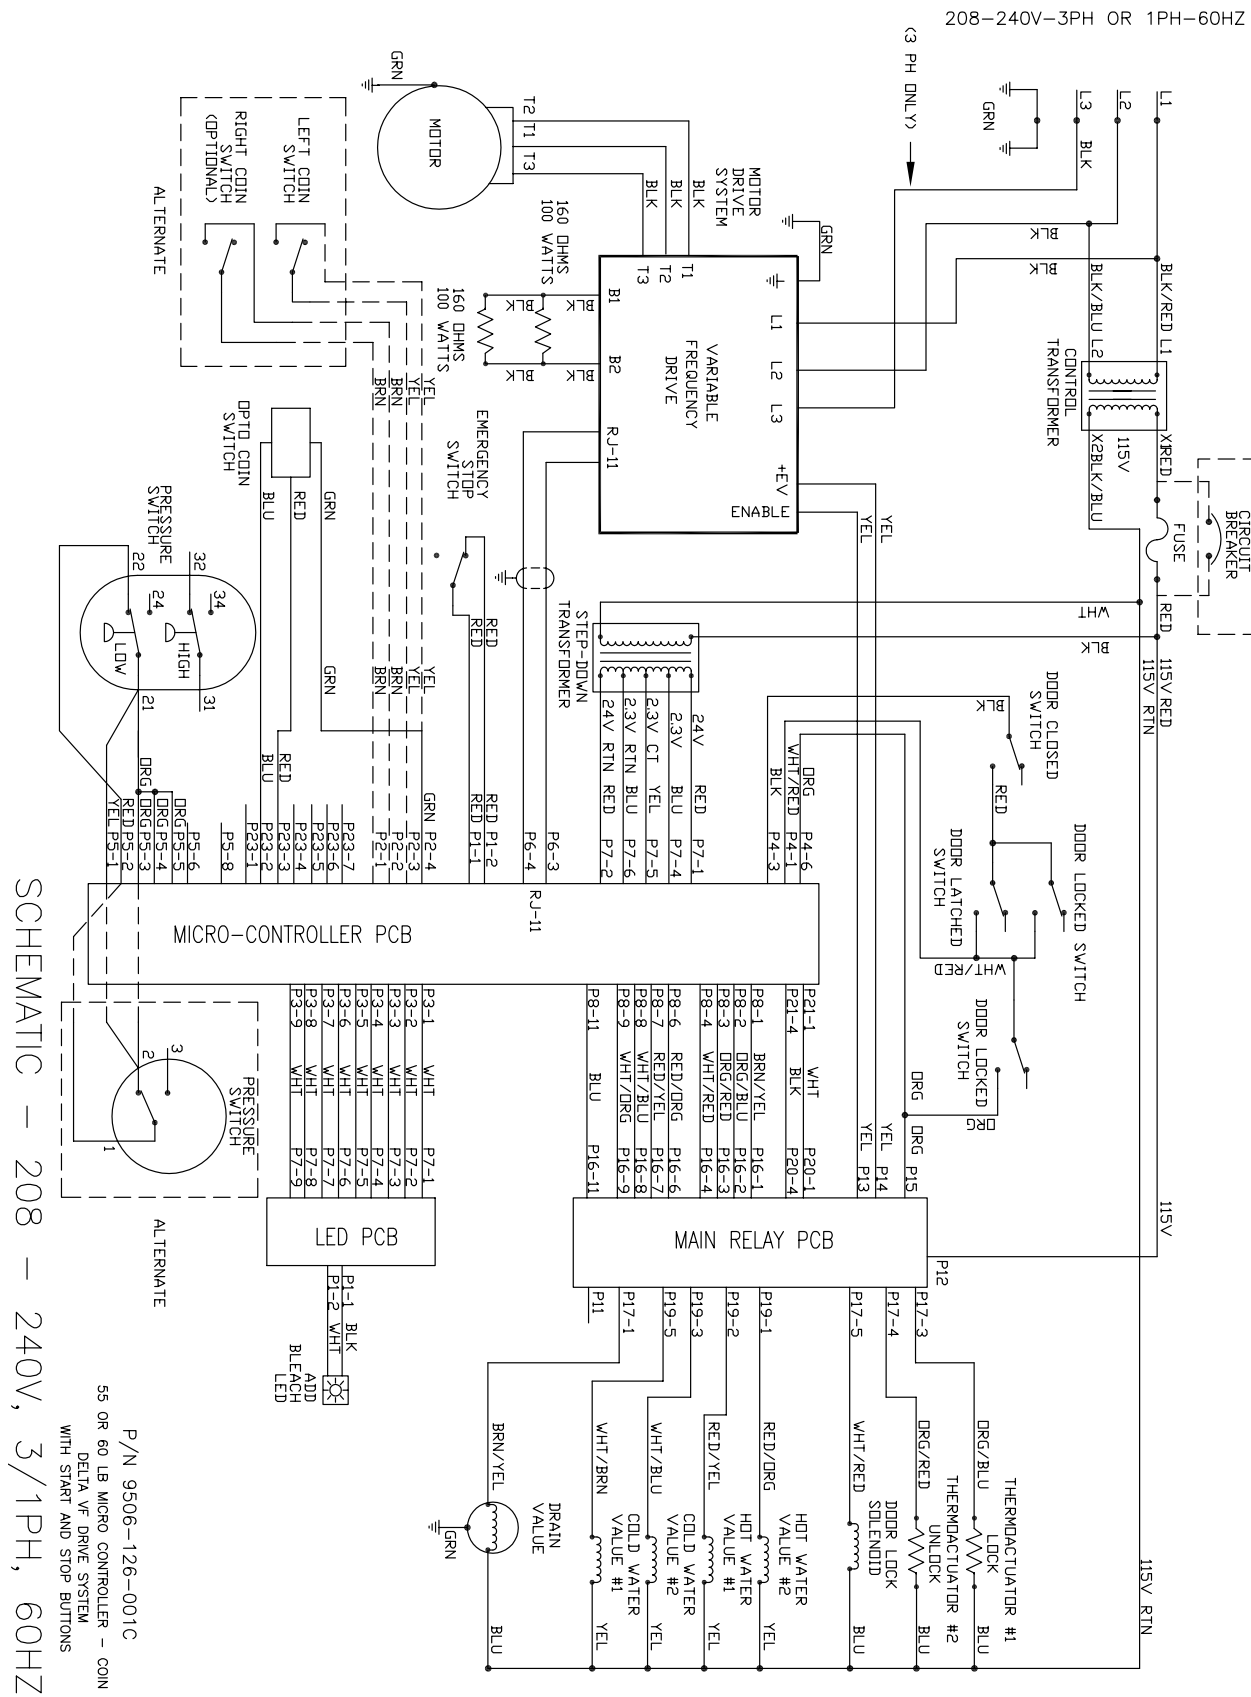 208-240V-3PH OR 1PH-60HZ
L1
L2
L3
GRN
BLK
(3 PH ONLY)
BLK
BLK
BLK/RED L1
BLK/BLU L2
CONTROL
TRANSFORMER
X1
RED
X2
BLK/BLU
115V
CIRCUIT
BREAKER
FUSE
RED
WHT
BLK
115V RED
115V RTN
115V
115V RTN
GRN
MOTOR
T2
T1
T3
BLK
BLK
BLK
MOTOR
DRIVE
SYSTEM
GRN
T1
T2
T3
L1
L2
L3
+EV
ENABLE
B1
B2
RJ-11
VARIABLE
FREQUENCY
DRIVE
160 OHMS
100 WATTS
160 OHMS
100 WATTS
BLK
BLK
BLK
BLK
YEL
YEL
LEFT COIN
SWITCH
RIGHT COIN
SWITCH
(OPTIONAL)
ALTERNATE
YEL
YEL
BRN
BRN
OPTO COIN
SWITCH
GRN
RED
BLU
EMERGENCY
STOP
SWITCH
RED
RED
PRESSURE
SWITCH
22
32
24
34
LOW
HIGH
21
31
STEP-DOWN
TRANSFORMER
24V
2.3V
2.3V CT
2.3V RTN
24V RTN
RED
BLU
YEL
BLU
RED
P7-1
P7-4
P7-5
P7-6
P7-2
GRN
YEL
YEL
BRN
BRN
RED
BLU
ORG
ORG
ORG
ORG
RED
YEL
P5-6
P5-5
P5-4
P5-3
P5-2
P5-1
P5-8
P23-1
P23-2
P23-3
P23-4
P23-5
P23-6
P23-7
P2-1
P2-2
P2-3
GRN P2-4
RED P1-1
RED P1-2
P6-4
P6-3
BLK
ORG
WHT/RED
BLK
P4-6
P4-1
P4-3
DOOR CLOSED
SWITCH
RED
DOOR LATCHED
SWITCH
DOOR LOCKED SWITCH
WHT/RED
DOOR LOCKED
SWITCH
ORG
ORG
ORG
RJ-11
MICRO-CONTROLLER PCB
P3-1
P3-2
P3-3
P3-4
P3-5
P3-6
P3-7
P3-8
P3-9
WHT
WHT
WHT
WHT
WHT
WHT
WHT
WHT
WHT
P7-1
P7-2
P7-3
P7-4
P7-5
P7-6
P7-7
P7-8
P7-9
P21-1 WHT P20-1
P21-4 BLK P20-4
P8-1 BRN/YEL P16-1
P8-2 ORG/BLU P16-2
P8-3 ORG/RED P16-3
P8-4 WHT/RED P16-4
P8-6 RED/ORG P16-6
P8-7 RED/YEL P16-7
P8-8 WHT/BLU P16-8
P8-9 WHT/ORG P16-9
P8-11 BLU P16-11
YEL P13
YEL P14
P15
PRESSURE
SWITCH
2
3
1
ALTERNATE
LED PCB
P1-1 BLK
P1-2 WHT
ADD
BLEACH
LED
MAIN RELAY PCB
P12
P11
P17-1
P19-5
P19-3
P19-2
P19-1
P17-5
P17-4
P17-3
BRN/YEL
WHT/BRN
WHT/BLU
RED/YEL
RED/ORG
WHT/RED
ORG/RED
ORG/BLU
GRN
DRAIN
VALUE
COLD WATER
VALUE #1
COLD WATER
VALUE #2
HOT WATER
VALUE #1
HOT WATER
VALUE #2
DOOR LOCK
SOLENOID
THERMOACTUATOR #2
UNLOCK
THERMOACTUATOR #1
LOCK
BLU
YEL
YEL
YEL
YEL
BLU
BLU
BLU
P/N 9506-126-001C
55 OR 60 LB MICRO CONTROLLER - COIN
DELTA VF DRIVE SYSTEM
WITH START AND STOP BUTTONS
SCHEMATIC - 208 - 240V, 3/1PH, 60HZ